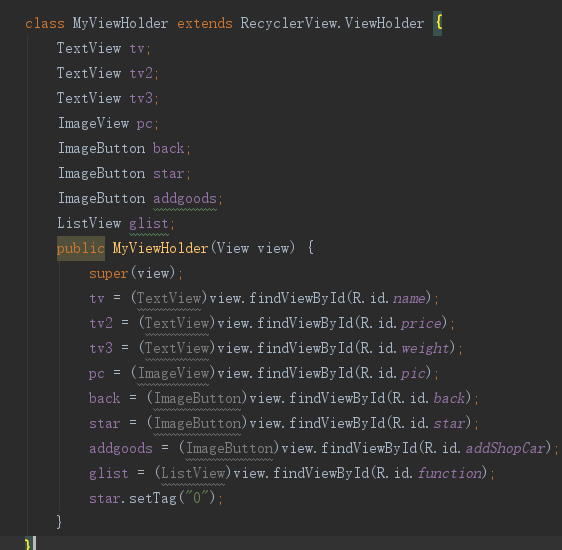 class MyViewHolder extends RecyclerView.ViewHolder {
TextView tv;
TextView tv2;
TextView tv3;
ImageView pc;
ImageButton back;
ImageButton star;
ImageButton addgoods;
ListView glist;
public MyViewHolder(View view) {
super(view);
tv = (TextView)view.findViewById(R.id.name);
tv2 = (TextView)view.findViewById(R.id.price);
tv3 = (TextView)view.findViewById(R.id.weight);
pc = (ImageView)view.findViewById(R.id.pic);
back = (ImageButton)view.findViewById(R.id.back);
star = (ImageButton)view.findViewById(R.id.star);
addgoods = (ImageButton)view.findViewById(R.id.addShopCar);
glist = (ListView)view.findViewById(R.id.function);
star.setTag("0");
}
}